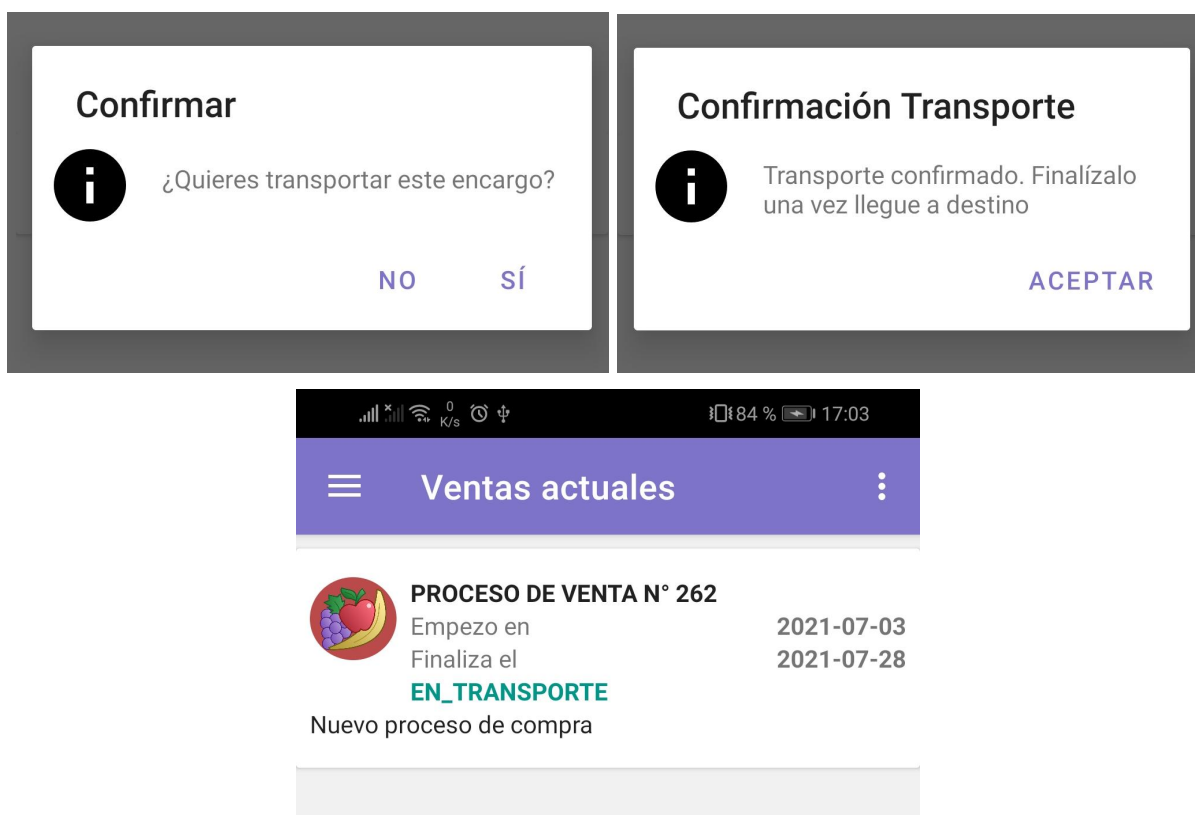 Confirmar
¿Quieres transportar este encargo?
NO SÍ
Confirmación Transporte
Transporte confirmado. Finalízalo
una vez llegue a destino
ACEPTAR
0
K/s
84 % 17:03
Ventas actuales
PROCESO DE VENTA N° 262
Empezo en 2021-07-03
Finaliza el 2021-07-28
EN_TRANSPORTE
Nuevo proceso de compra